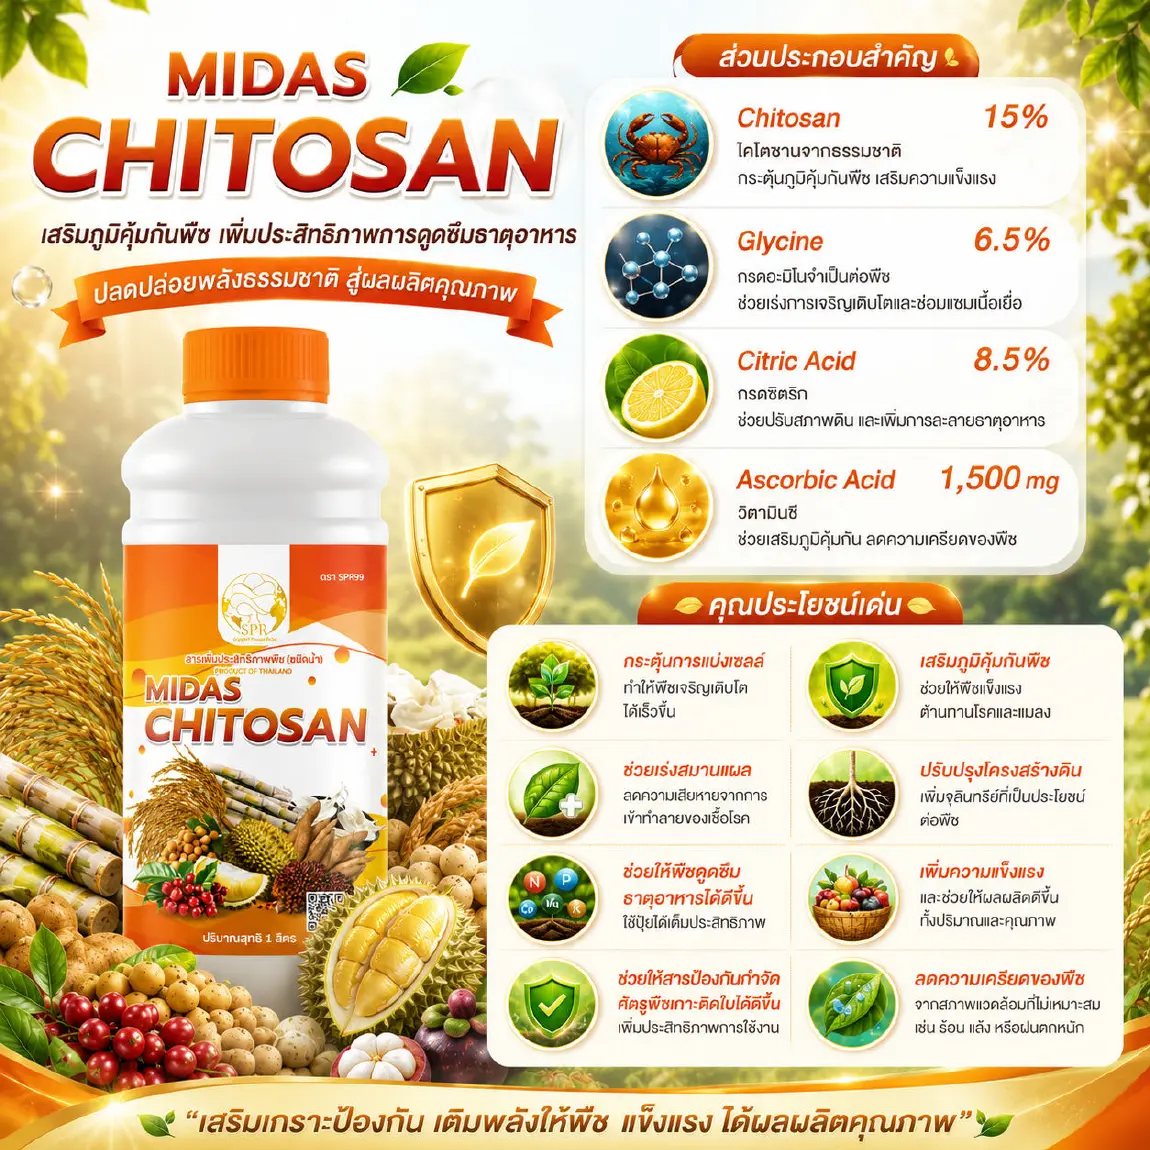 MIDAS
CHITOSAN
เสริมภูมิคุ้มกันพืช เพิ่มประสิทธิภาพการดูดซึมธาตุอาหาร
ปลดปล่อยพลังธรรมชาติ สู่ผลผลิตคุณภาพ
ตรา SPR99
SPR
สารเพิ่มประสิทธิภาพพืช (ชนิดน้ำ)
PRODUCT OF THAILAND
MIDAS
CHITOSAN
ปริมาณสุทธิ 1 ลิตร
ส่วนประกอบสำคัญ
Chitosan 15%
ไคโตซานจากธรรมชาติ
กระตุ้นภูมิคุ้มกันพืช เสริมความแข็งแรง
Glycine 6.5%
กรดอะมิโนจำเป็นต่อพืช
ช่วยเร่งการเจริญเติบโตและซ่อมแซมเนื้อเยื่อ
Citric Acid 8.5%
กรดซิตริก
ช่วยปรับสภาพดิน และเพิ่มการละลายธาตุอาหาร
Ascorbic Acid 1,500 mg
วิตามินซี
ช่วยเสริมภูมิคุ้มกัน ลดความเครียดของพืช
คุณประโยชน์เด่น
กระตุ้นการแบ่งเซลล์
ทำให้พืชเจริญเติบโต
ได้เร็วขึ้น
เสริมภูมิคุ้มกันพืช
ช่วยให้พืชแข็งแรง
ต้านทานโรคและแมลง
ช่วยเร่งสมานแผล
ลดความเสียหายจากการ
เข้าทำลายของเชื้อโรค
ปรับปรุงโครงสร้างดิน
เพิ่มจุลินทรีย์ที่เป็นประโยชน์
ต่อพืช
N P
K
ช่วยให้พืชดูดซึม
ธาตุอาหารได้ดีขึ้น
ใช้ปุ๋ยได้เต็มประสิทธิภาพ
เพิ่มความแข็งแรง
และช่วยให้ผลผลิตดีขึ้น
ทั้งปริมาณและคุณภาพ
ช่วยให้สารป้องกันกำจัด
ศัตรูพืชเกาะติดใบได้ดีขึ้น
เพิ่มประสิทธิภาพการใช้งาน
ลดความเครียดของพืช
จากสภาพแวดล้อมที่ไม่เหมาะสม
เช่น ร้อน แล้ง หรือฝนตกหนัก
“เสริมเกราะป้องกัน เติมพลังให้พืช แข็งแรง ได้ผลผลิตคุณภาพ”